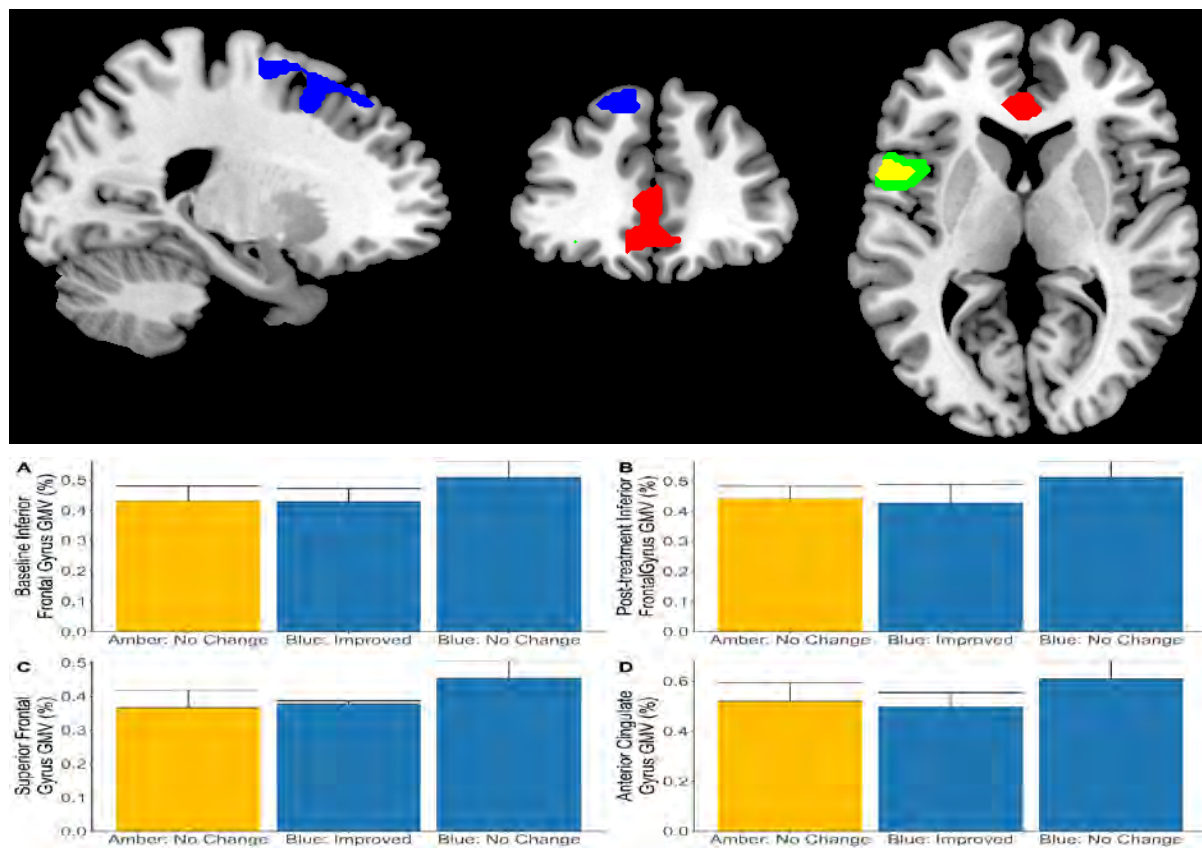 A
Baseline Inferior
Frontal Gyrus GMV (%)
0.5
0.4
0.3
0.2
0.1
0.0
Amber: No Change Blue: Improved Blue: No Change
B
Post-treatment Inferior
FrontalGyrus GMV (%)
0.5
0.4
0.3
0.2
0.1
0.0
Amber: No Change Blue: Improved Blue: No Change
C
Superior Frontal
Gyrus GMV (%)
0.5
0.4
0.3
0.2
0.1
0.0
Amber: No Change Blue: Improved Blue: No Change
D
Anterior Cingulate
Gyrus GMV (%)
0.6
0.4
0.2
0.0
Amber: No Change Blue: Improved Blue: No Change